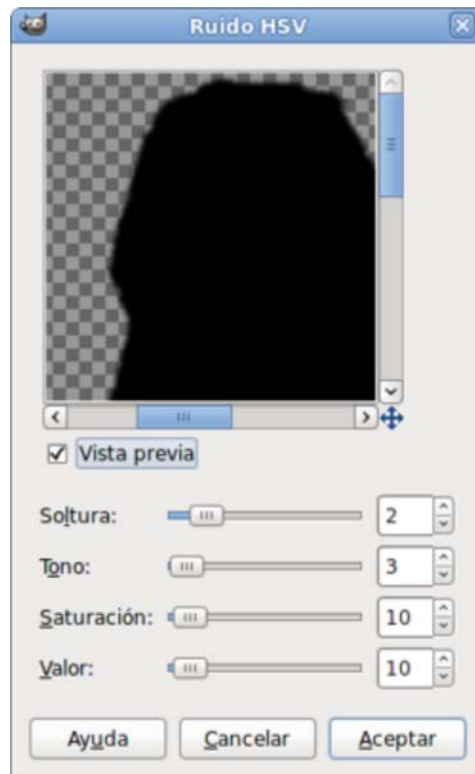 Ruido HSV
Vista previa
Soltura: 2
Tono: 3
Saturación: 10
Valor: 10
Ayuda Cancelar Aceptar